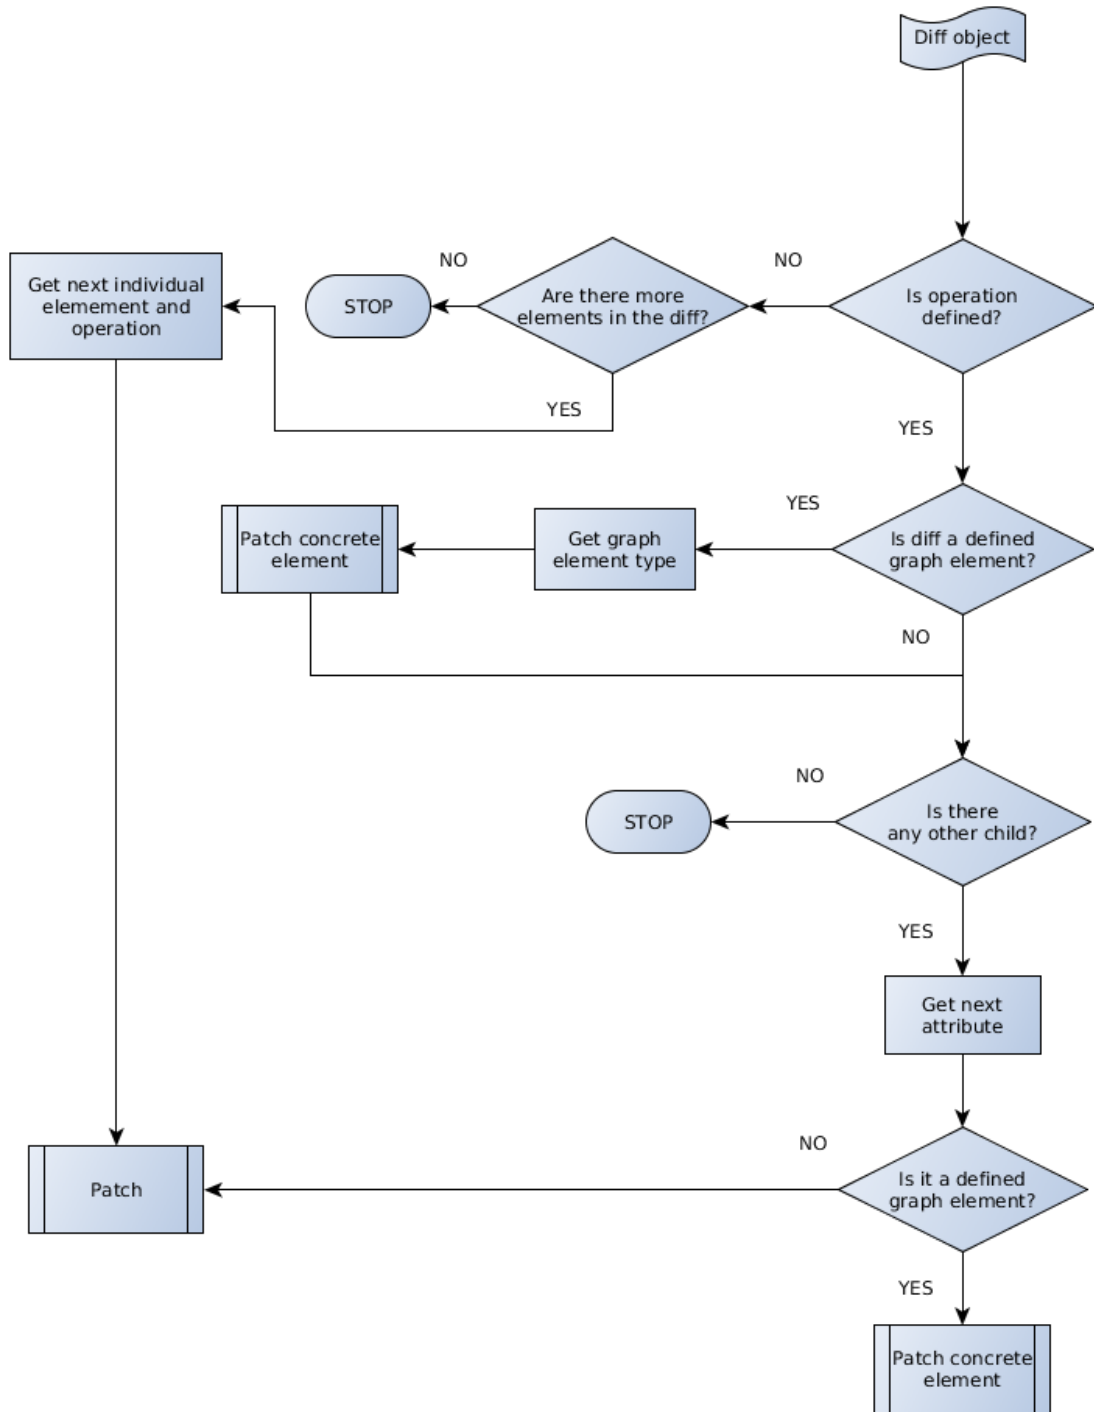 Diff object
NO
NO
Get next individual
elemement and
operation
STOP
Are there more
elements in the diff?
Is operation
defined?
YES
YES
YES
Patch concrete
element
Get graph
element type
Is diff a defined
graph element?
NO
NO
STOP
Is there
any other child?
YES
Get next
attribute
NO
Patch
Is it a defined
graph element?
YES
Patch concrete
element